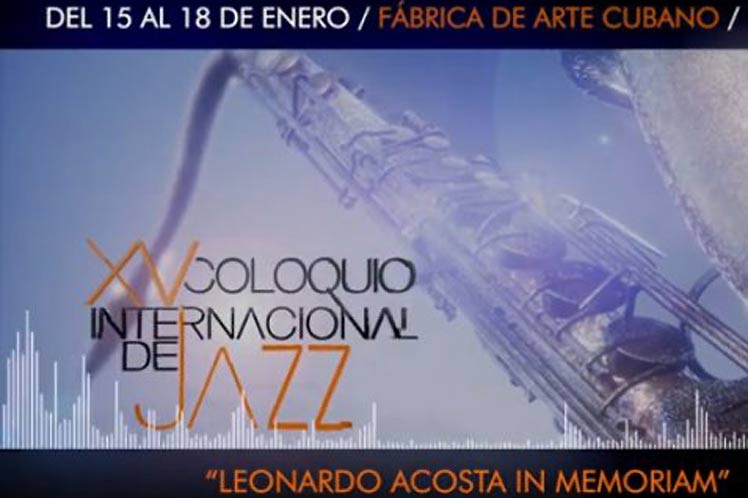 DEL 15 AL 18 DE ENERO / FÁBRICA DE ARTE CUBANO /
XV COLOQUIO
INTERNACIONAL
DE JAZZ
"LEONARDO ACOSTA IN MEMORIAM"